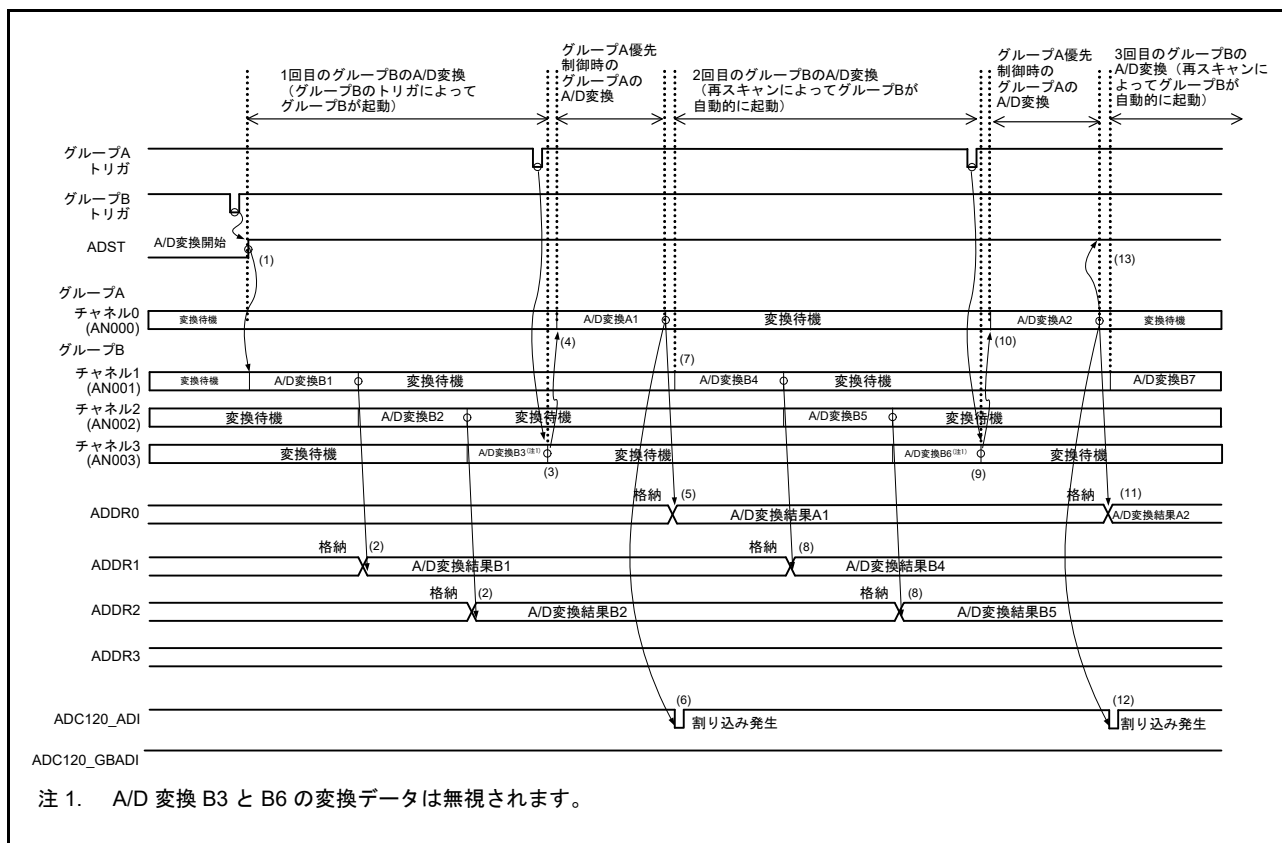 1回目のグループBのA/D変換
（グループBのトリガによって
グループBが起動）
グループA優先
制御時の
グループAの
A/D変換
2回目のグループBのA/D変換
（再スキャンによってグループBが
自動的に起動）
グループA優先
制御時の
グループAの
A/D変換
3回目のグループBの
A/D変換（再スキャンに
よってグループBが
自動的に起動）
グループA
トリガ
グループB
トリガ
ADST
A/D変換開始
(1)
(13)
グループA
チャネル0
(AN000)
変換待機
A/D変換A1
変換待機
A/D変換A2
変換待機
(4)
(10)
グループB
(7)
チャネル1
(AN001)
変換待機
A/D変換B1
変換待機
A/D変換B4
変換待機
A/D変換B7
チャネル2
(AN002)
変換待機
A/D変換B2
変換待機
A/D変換B5
変換待機
チャネル3
(AN003)
変換待機
A/D変換B3(注1)
変換待機
A/D変換B6(注1)
変換待機
(3)
(9)
ADDR0
格納
(5)
A/D変換結果A1
格納
(11)
A/D変換結果A2
ADDR1
格納
(2)
A/D変換結果B1
格納
(8)
A/D変換結果B4
ADDR2
格納
(2)
A/D変換結果B2
格納
(8)
A/D変換結果B5
ADDR3
ADC120_ADI
(6)
割り込み発生
(12)
割り込み発生
ADC120_GBADI
注 1. A/D 変換 B3 と B6 の変換データは無視されます。